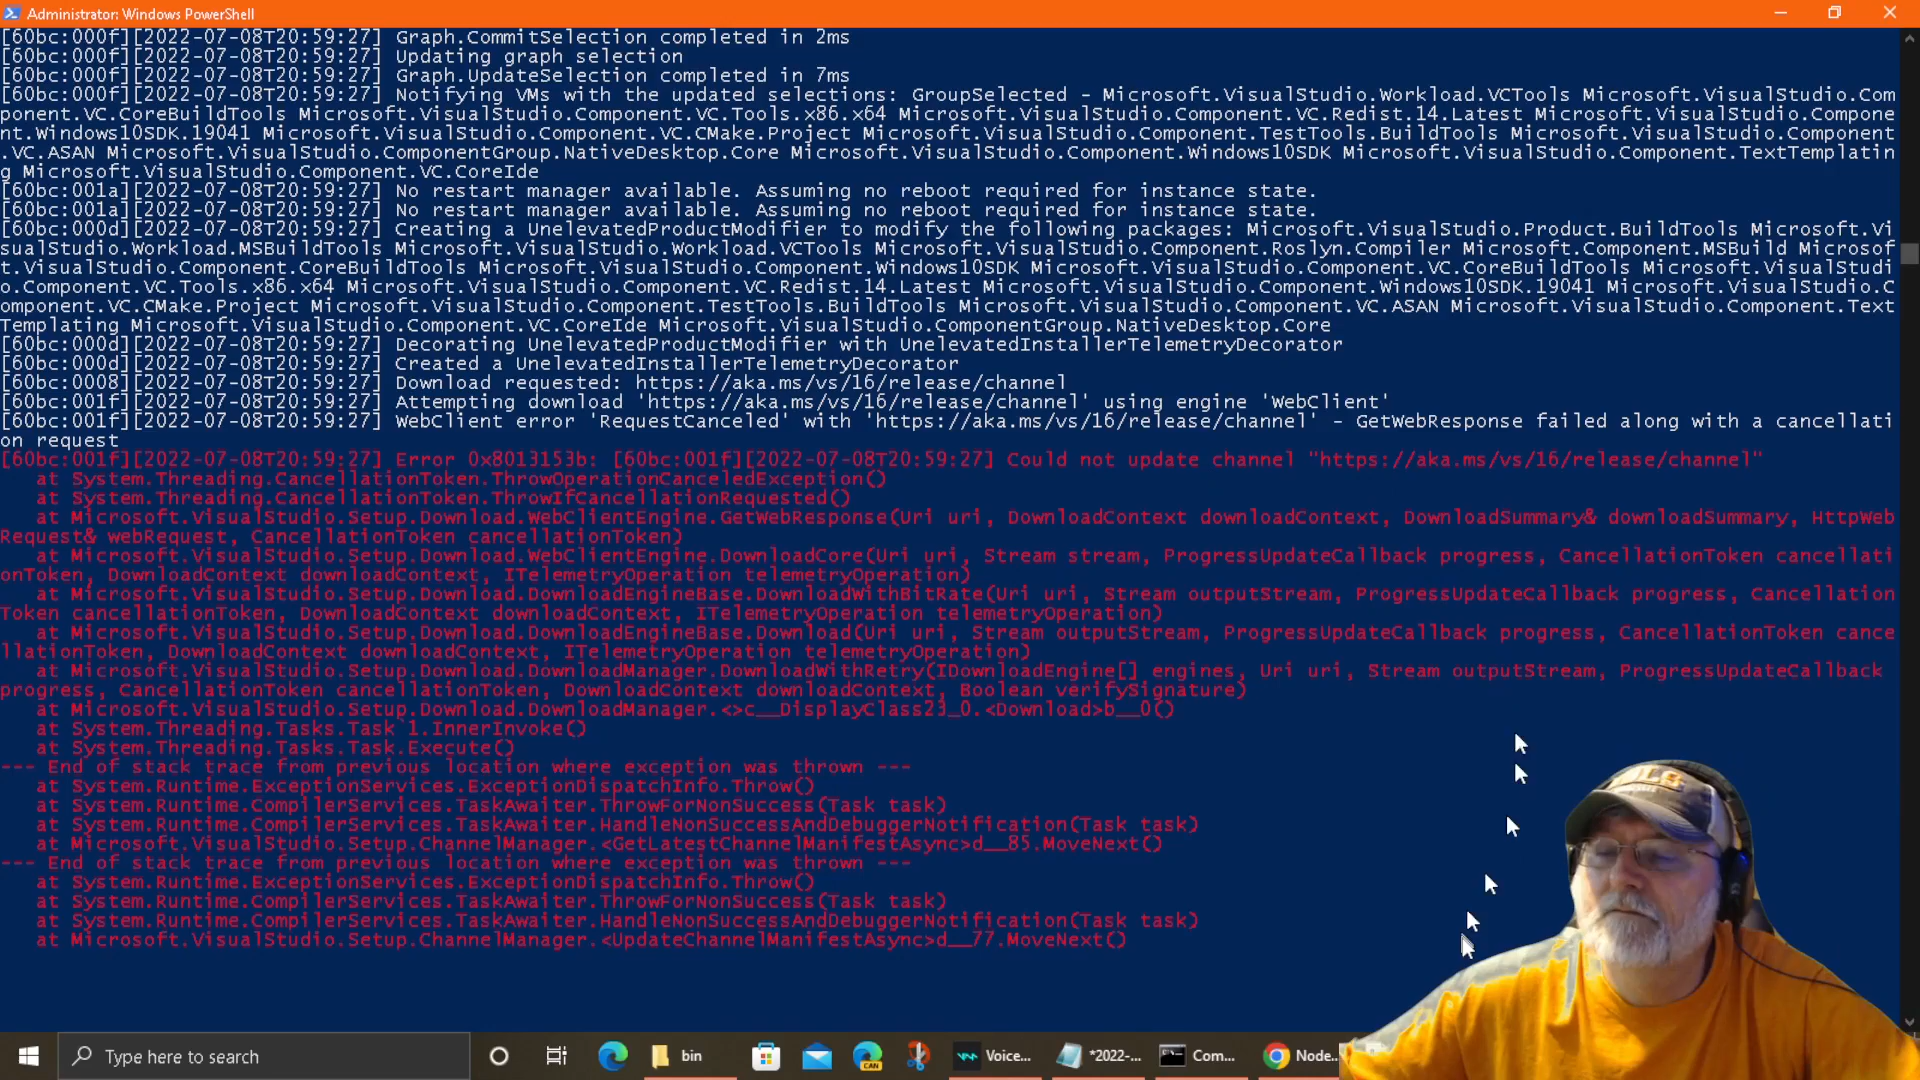 Administrator: Windows PowerShell
[60bc:000f][2022-07-08T20:59:27] Graph.CommitSelection completed in 2ms
[60bc:000f][2022-07-08T20:59:27] Updating graph selection
[60bc:000f][2022-07-08T20:59:27] Graph.UpdateSelection completed in 7ms
[60bc:000f][2022-07-08T20:59:27] Notifying VMs with the updated selections: GroupSelected - Microsoft.VisualStudio.Workload.VCTools Microsoft.VisualStudio.Com
ponent.VC.CoreBuildTools Microsoft.VisualStudio.Component.VC.Tools.x86.x64 Microsoft.VisualStudio.Component.VC.Redist.14.Latest Microsoft.VisualStudio.Compone
nt.Windows10SDK.19041 Microsoft.VisualStudio.Component.VC.CMake.Project Microsoft.VisualStudio.Component.TestTools.BuildTools Microsoft.VisualStudio.Component
.VC.ASAN Microsoft.VisualStudio.ComponentGroup.NativeDesktop.Core Microsoft.VisualStudio.Component.Windows10SDK Microsoft.VisualStudio.Component.TextTemplatin
g Microsoft.VisualStudio.Component.VC.CoreIde
[60bc:001a][2022-07-08T20:59:27] No restart manager available. Assuming no reboot required for instance state.
[60bc:001a][2022-07-08T20:59:27] No restart manager available. Assuming no reboot required for instance state.
[60bc:000d][2022-07-08T20:59:27] Creating a UnelevatedProductModifier to modify the following packages: Microsoft.VisualStudio.Product.BuildTools Microsoft.Vi
sualStudio.Workload.MSBuildTools Microsoft.VisualStudio.Workload.VCTools Microsoft.VisualStudio.Component.Roslyn.Compiler Microsoft.Component.MSBuild Microsof
t.VisualStudio.Component.CoreBuildTools Microsoft.VisualStudio.Component.Windows10SDK Microsoft.VisualStudio.Component.VC.CoreBuildTools Microsoft.VisualStudi
o.Component.VC.Tools.x86.x64 Microsoft.VisualStudio.Component.VC.Redist.14.Latest Microsoft.VisualStudio.Component.Windows10SDK.19041 Microsoft.VisualStudio.C
omponent.VC.CMake.Project Microsoft.VisualStudio.Component.TestTools.BuildTools Microsoft.VisualStudio.Component.VC.ASAN Microsoft.VisualStudio.Component.Text
Templating Microsoft.VisualStudio.Component.VC.CoreIde Microsoft.VisualStudio.ComponentGroup.NativeDesktop.Core
[60bc:000d][2022-07-08T20:59:27] Decorating UnelevatedProductModifier with UnelevatedInstallerTelemetryDecorator
[60bc:000d][2022-07-08T20:59:27] Created a UnelevatedInstallerTelemetryDecorator
[60bc:0008][2022-07-08T20:59:27] Download requested: https://aka.ms/vs/16/release/channel
[60bc:001f][2022-07-08T20:59:27] Attempting download 'https://aka.ms/vs/16/release/channel' using engine 'WebClient'
[60bc:001f][2022-07-08T20:59:27] WebClient error 'RequestCanceled' with 'https://aka.ms/vs/16/release/channel' - GetWebResponse failed along with a cancellati
on request
[60bc:001f][2022-07-08T20:59:27] Error 0x8013153b: [60bc:001f][2022-07-08T20:59:27] Could not update channel "https://aka.ms/vs/16/release/channel"
at System.Threading.CancellationToken.ThrowOperationCanceledException()
at System.Threading.CancellationToken.ThrowIfCancellationRequested()
at Microsoft.VisualStudio.Setup.Download.WebClientEngine.GetWebResponse(Uri uri, DownloadContext downloadContext, DownloadSummary& downloadSummary, HttpWeb
Request& webRequest, CancellationToken cancellationToken)
at Microsoft.VisualStudio.Setup.Download.WebClientEngine.DownloadCore(Uri uri, Stream stream, ProgressUpdateCallback progress, CancellationToken cancellati
onToken, DownloadContext downloadContext, ITelemetryOperation telemetryOperation)
at Microsoft.VisualStudio.Setup.Download.DownloadEngineBase.DownloadWithBitRate(Uri uri, Stream outputStream, ProgressUpdateCallback progress, Cancellation
Token cancellationToken, DownloadContext downloadContext, ITelemetryOperation telemetryOperation)
at Microsoft.VisualStudio.Setup.Download.DownloadEngineBase.Download(Uri uri, Stream outputStream, ProgressUpdateCallback progress, CancellationToken cance
llationToken, DownloadContext downloadContext, ITelemetryOperation telemetryOperation)
at Microsoft.VisualStudio.Setup.Download.DownloadManager.DownloadWithRetry(IDownloadEngine[] engines, Uri uri, Stream outputStream, ProgressUpdateCallback
progress, CancellationToken cancellationToken, DownloadContext downloadContext, Boolean verifySignature)
at Microsoft.VisualStudio.Setup.Download.DownloadManager.<>c__DisplayClass23_0.<Download>b__0()
at System.Threading.Tasks.Task`1.InnerInvoke()
at System.Threading.Tasks.Task.Execute()
--- End of stack trace from previous location where exception was thrown ---
at System.Runtime.ExceptionServices.ExceptionDispatchInfo.Throw()
at System.Runtime.CompilerServices.TaskAwaiter.ThrowForNonSuccess(Task task)
at System.Runtime.CompilerServices.TaskAwaiter.HandleNonSuccessAndDebuggerNotification(Task task)
at Microsoft.VisualStudio.Setup.ChannelManager.<GetLatestChannelManifestAsync>d__85.MoveNext()
--- End of stack trace from previous location where exception was thrown ---
at System.Runtime.ExceptionServices.ExceptionDispatchInfo.Throw()
at System.Runtime.CompilerServices.TaskAwaiter.ThrowForNonSuccess(Task task)
at System.Runtime.CompilerServices.TaskAwaiter.HandleNonSuccessAndDebuggerNotification(Task task)
at Microsoft.VisualStudio.Setup.ChannelManager.<UpdateChannelManifestAsync>d__77.MoveNext()
Type here to search
bin
CAN
Voice...
*2022-...
Com...
Node.